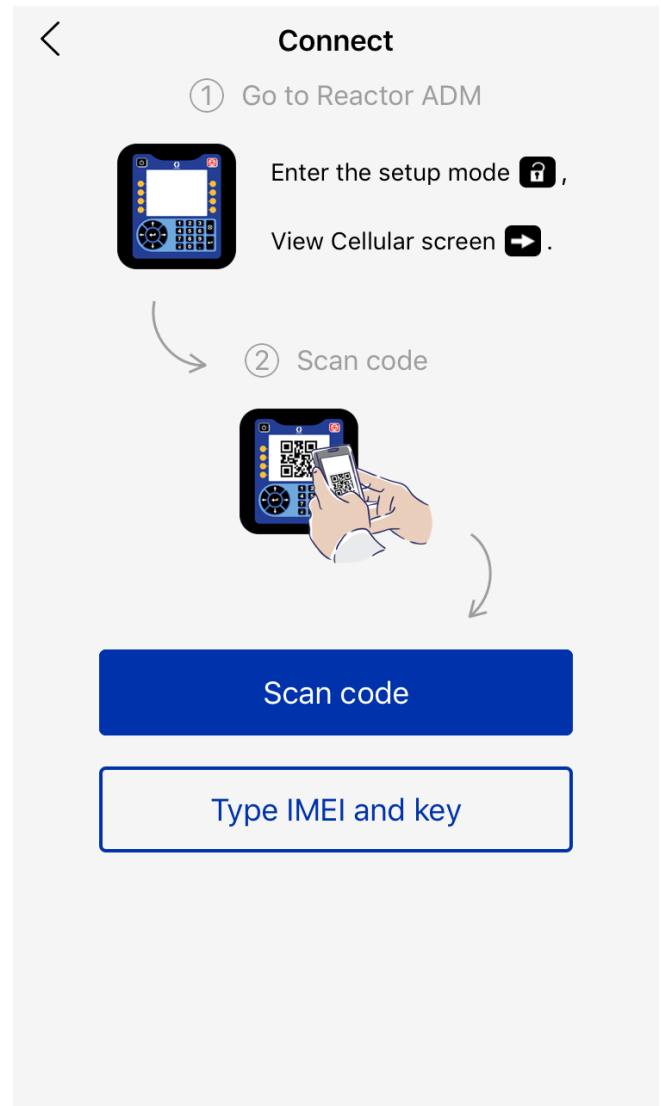 Connect
1 Go to Reactor ADM
Enter the setup mode ,
View Cellular screen .
2 Scan code
Scan code
Type IMEI and key